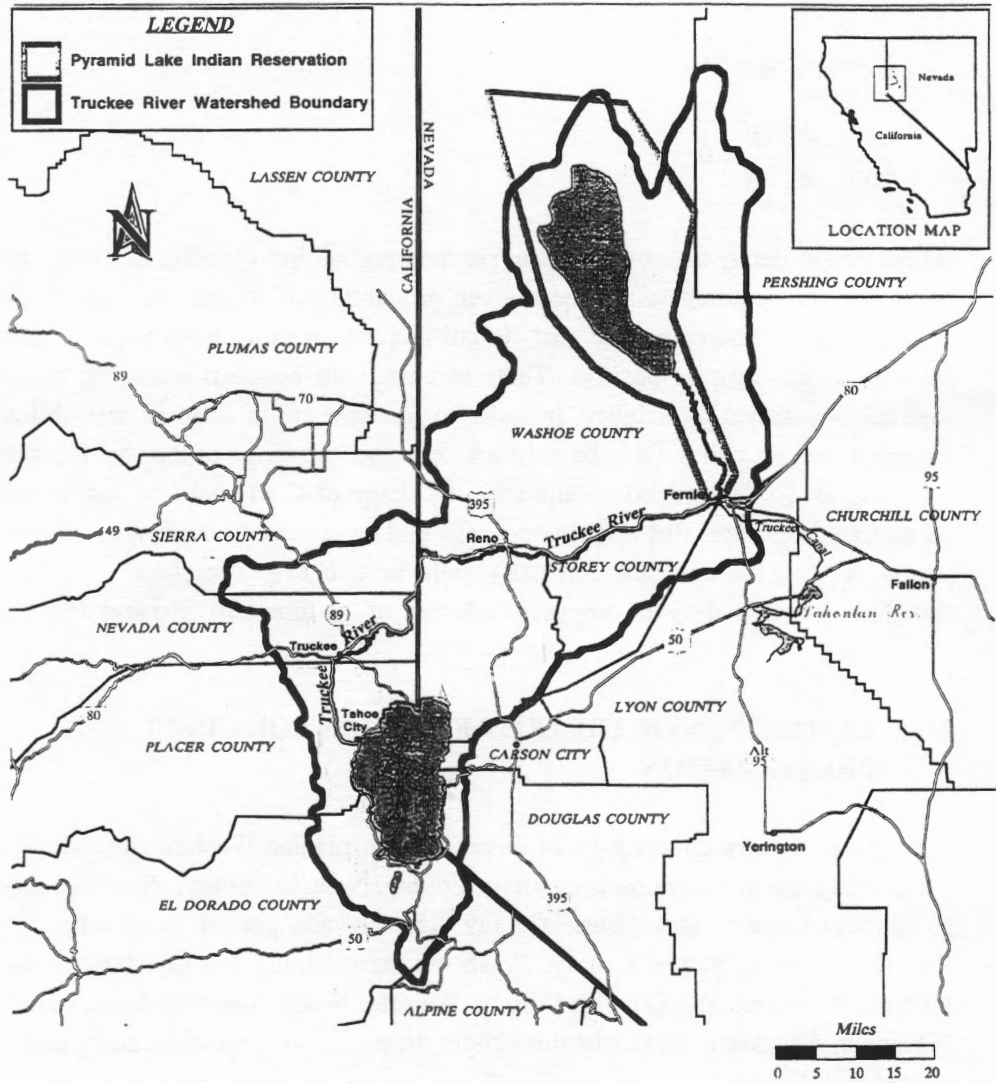 LEGEND
Pyramid Lake Indian Reservation
Truckee River Watershed Boundary
Nevada
California
LOCATION MAP
N
NEVADA
CALIFORNIA
LASSEN COUNTY
PERSHING COUNTY
PLUMAS COUNTY
89
70
80
WASHOE COUNTY
95
395
Fernley
CHURCHILL COUNTY
49
SIERRA COUNTY
Reno
Truckee River
Truckee
Canal
STOREY COUNTY
Fallon
NEVADA COUNTY
89
Truckee
River
Lahontan Res.
50
Truckee
80
Tahoe
City
LYON COUNTY
PLACER COUNTY
CARSON CITY
Alt
95
DOUGLAS COUNTY
Yerington
EL DORADO COUNTY
395
50
ALPINE COUNTY
Miles
0 5 10 15 20